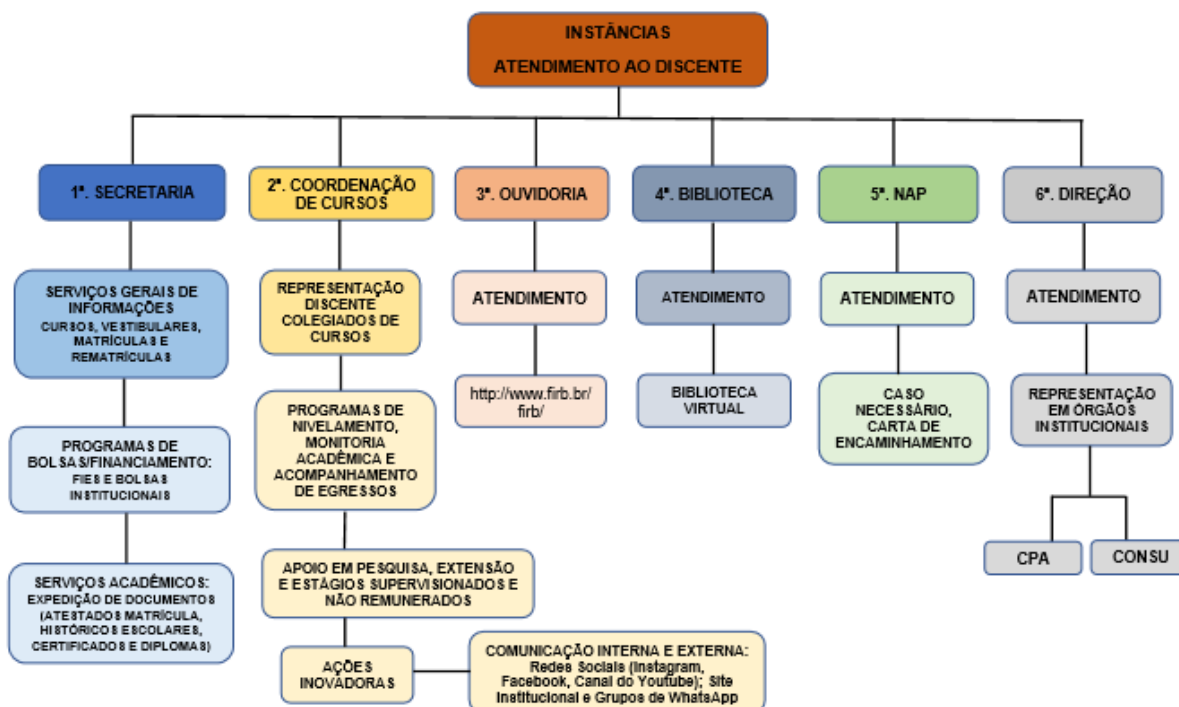 INSTÂNCIAS
ATENDIMENTO AO DISCENTE
1ª. SECRETARIA
2ª. COORDENAÇÃO
DE CURSOS
3ª. OUVIDORIA
4ª. BIBLIOTECA
5ª. NAP
6ª. DIREÇÃO
SERVIÇOS GERAIS DE
INFORMAÇÕES
CURSOS, VESTIBULARES,
MATRÍCULAS E
REMATRÍCULAS
REPRESENTAÇÃO
DISCENTE
COLEGIADOS DE
CURSOS
ATENDIMENTO
ATENDIMENTO
ATENDIMENTO
ATENDIMENTO
PROGRAMAS DE
BOLSAS/FINANCIAMENTO:
FIES E BOLSAS
INSTITUCIONAIS
PROGRAMAS DE
NIVELAMENTO,
MONITORIA
ACADÊMICA E
ACOMPANHAMENTO
DE EGRESSOS
http://www.firb.br/
firb/
BIBLIOTECA
VIRTUAL
CASO
NECESSÁRIO,
CARTA DE
ENCAMINHAMENTO
REPRESENTAÇÃO
EM ÓRGÃOS
INSTITUCIONAIS
CPA
CONSU
SERVIÇOS ACADÊMICOS:
EXPEDIÇÃO DE DOCUMENTOS
(ATESTADOS MATRÍCULA,
HISTÓRICOS ESCOLARES,
CERTIFICADOS E DIPLOMAS)
APOIO EM PESQUISA, EXTENSÃO
E ESTÁGIOS SUPERVISIONADOS E
NÃO REMUNERADOS
AÇÕES
INOVADORAS
COMUNICAÇÃO INTERNA E EXTERNA:
Redes Sociais (Instagram,
Facebook, Canal do Youtube); Site
Institucional e Grupos de WhatsApp